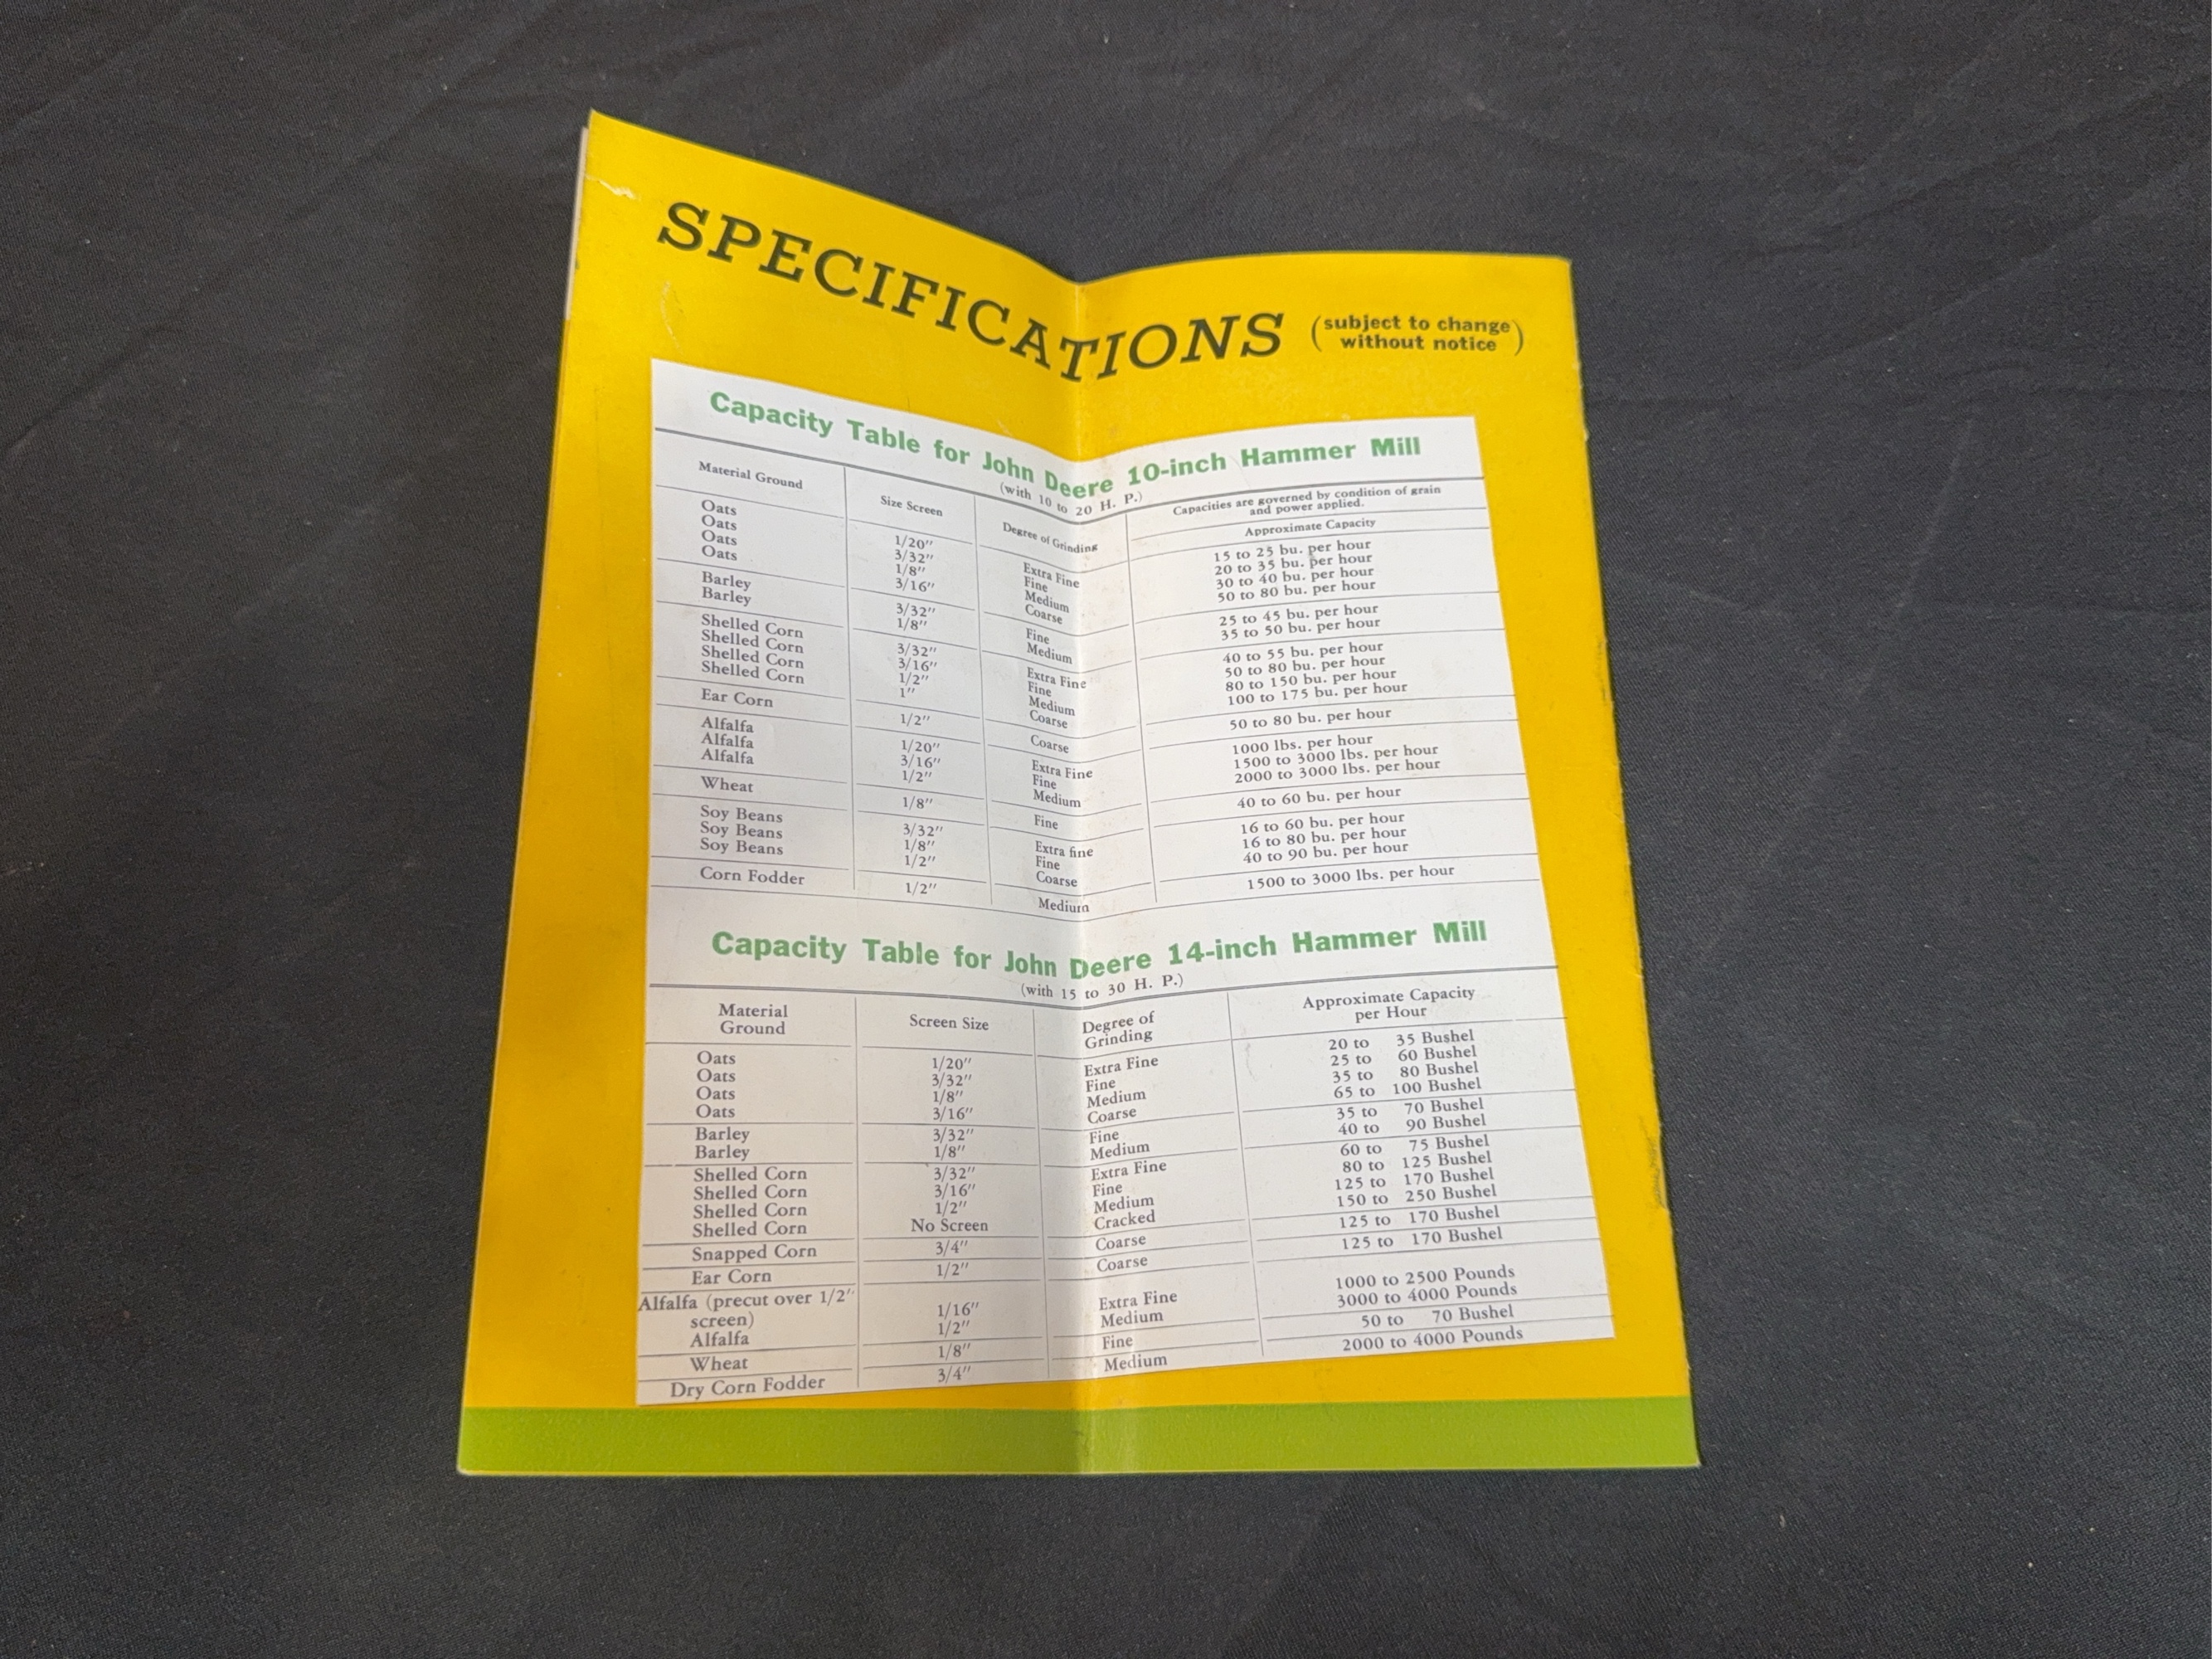 SPECIFICATIONS (subject to change without notice)
Capacity Table for John Deere 10-inch Hammer Mill
(with 10 to 20 H. P.)
Material Ground Size Screen Degree of Grinding Capacities are governed by condition of grain and power applied.
Approximate Capacity
Oats 1/20" Extra Fine 15 to 25 bu. per hour
Oats 3/32" Fine 20 to 35 bu. per hour
Oats 1/8" Medium 30 to 40 bu. per hour
Oats 3/16" Coarse 50 to 80 bu. per hour
Barley 3/32" Fine 25 to 45 bu. per hour
Barley 1/8" Medium 35 to 50 bu. per hour
Shelled Corn 3/32" Extra Fine 40 to 55 bu. per hour
Shelled Corn 3/16" Fine 50 to 80 bu. per hour
Shelled Corn 1/2" Medium 80 to 150 bu. per hour
Shelled Corn 1" Coarse 100 to 175 bu. per hour
Ear Corn 1/2" Coarse 50 to 80 bu. per hour
Alfalfa 1/20" Extra Fine 1000 lbs. per hour
Alfalfa 3/16" Fine 1500 to 3000 lbs. per hour
Alfalfa 1/2" Medium 2000 to 3000 lbs. per hour
Wheat 1/8" Fine 40 to 60 bu. per hour
Soy Beans 3/32" Extra fine 16 to 60 bu. per hour
Soy Beans 1/8" Fine 16 to 80 bu. per hour
Soy Beans 1/2" Coarse 40 to 90 bu. per hour
Corn Fodder 1/2" Medium 1500 to 3000 lbs. per hour
Capacity Table for John Deere 14-inch Hammer Mill
(with 15 to 30 H. P.)
Material Ground Screen Size Degree of Grinding Approximate Capacity per Hour
Oats 1/20" Extra Fine 20 to 35 Bushel
Oats 3/32" Fine 25 to 60 Bushel
Oats 1/8" Medium 35 to 80 Bushel
Oats 3/16" Coarse 65 to 100 Bushel
Barley 3/32" Fine 35 to 70 Bushel
Barley 1/8" Medium 40 to 90 Bushel
Shelled Corn 3/32" Extra Fine 60 to 75 Bushel
Shelled Corn 3/16" Fine 80 to 125 Bushel
Shelled Corn 1/2" Medium 125 to 170 Bushel
Shelled Corn No Screen Cracked 150 to 250 Bushel
Snapped Corn 3/4" Coarse 125 to 170 Bushel
Ear Corn 1/2" Coarse 125 to 170 Bushel
Alfalfa (precut over 1/2"
screen) 1/16" Extra Fine 1000 to 2500 Pounds
Alfalfa 1/2" Medium 3000 to 4000 Pounds
Wheat 1/8" Fine 50 to 70 Bushel
Dry Corn Fodder 3/4" Medium 2000 to 4000 Pounds